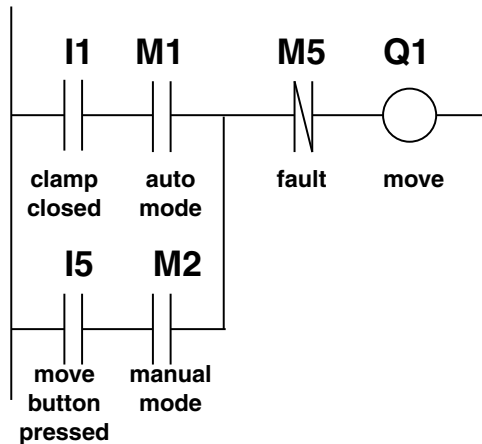 I1 M1 M5 Q1
clamp closed
auto mode
fault
move
I5 M2
move button pressed
manual mode